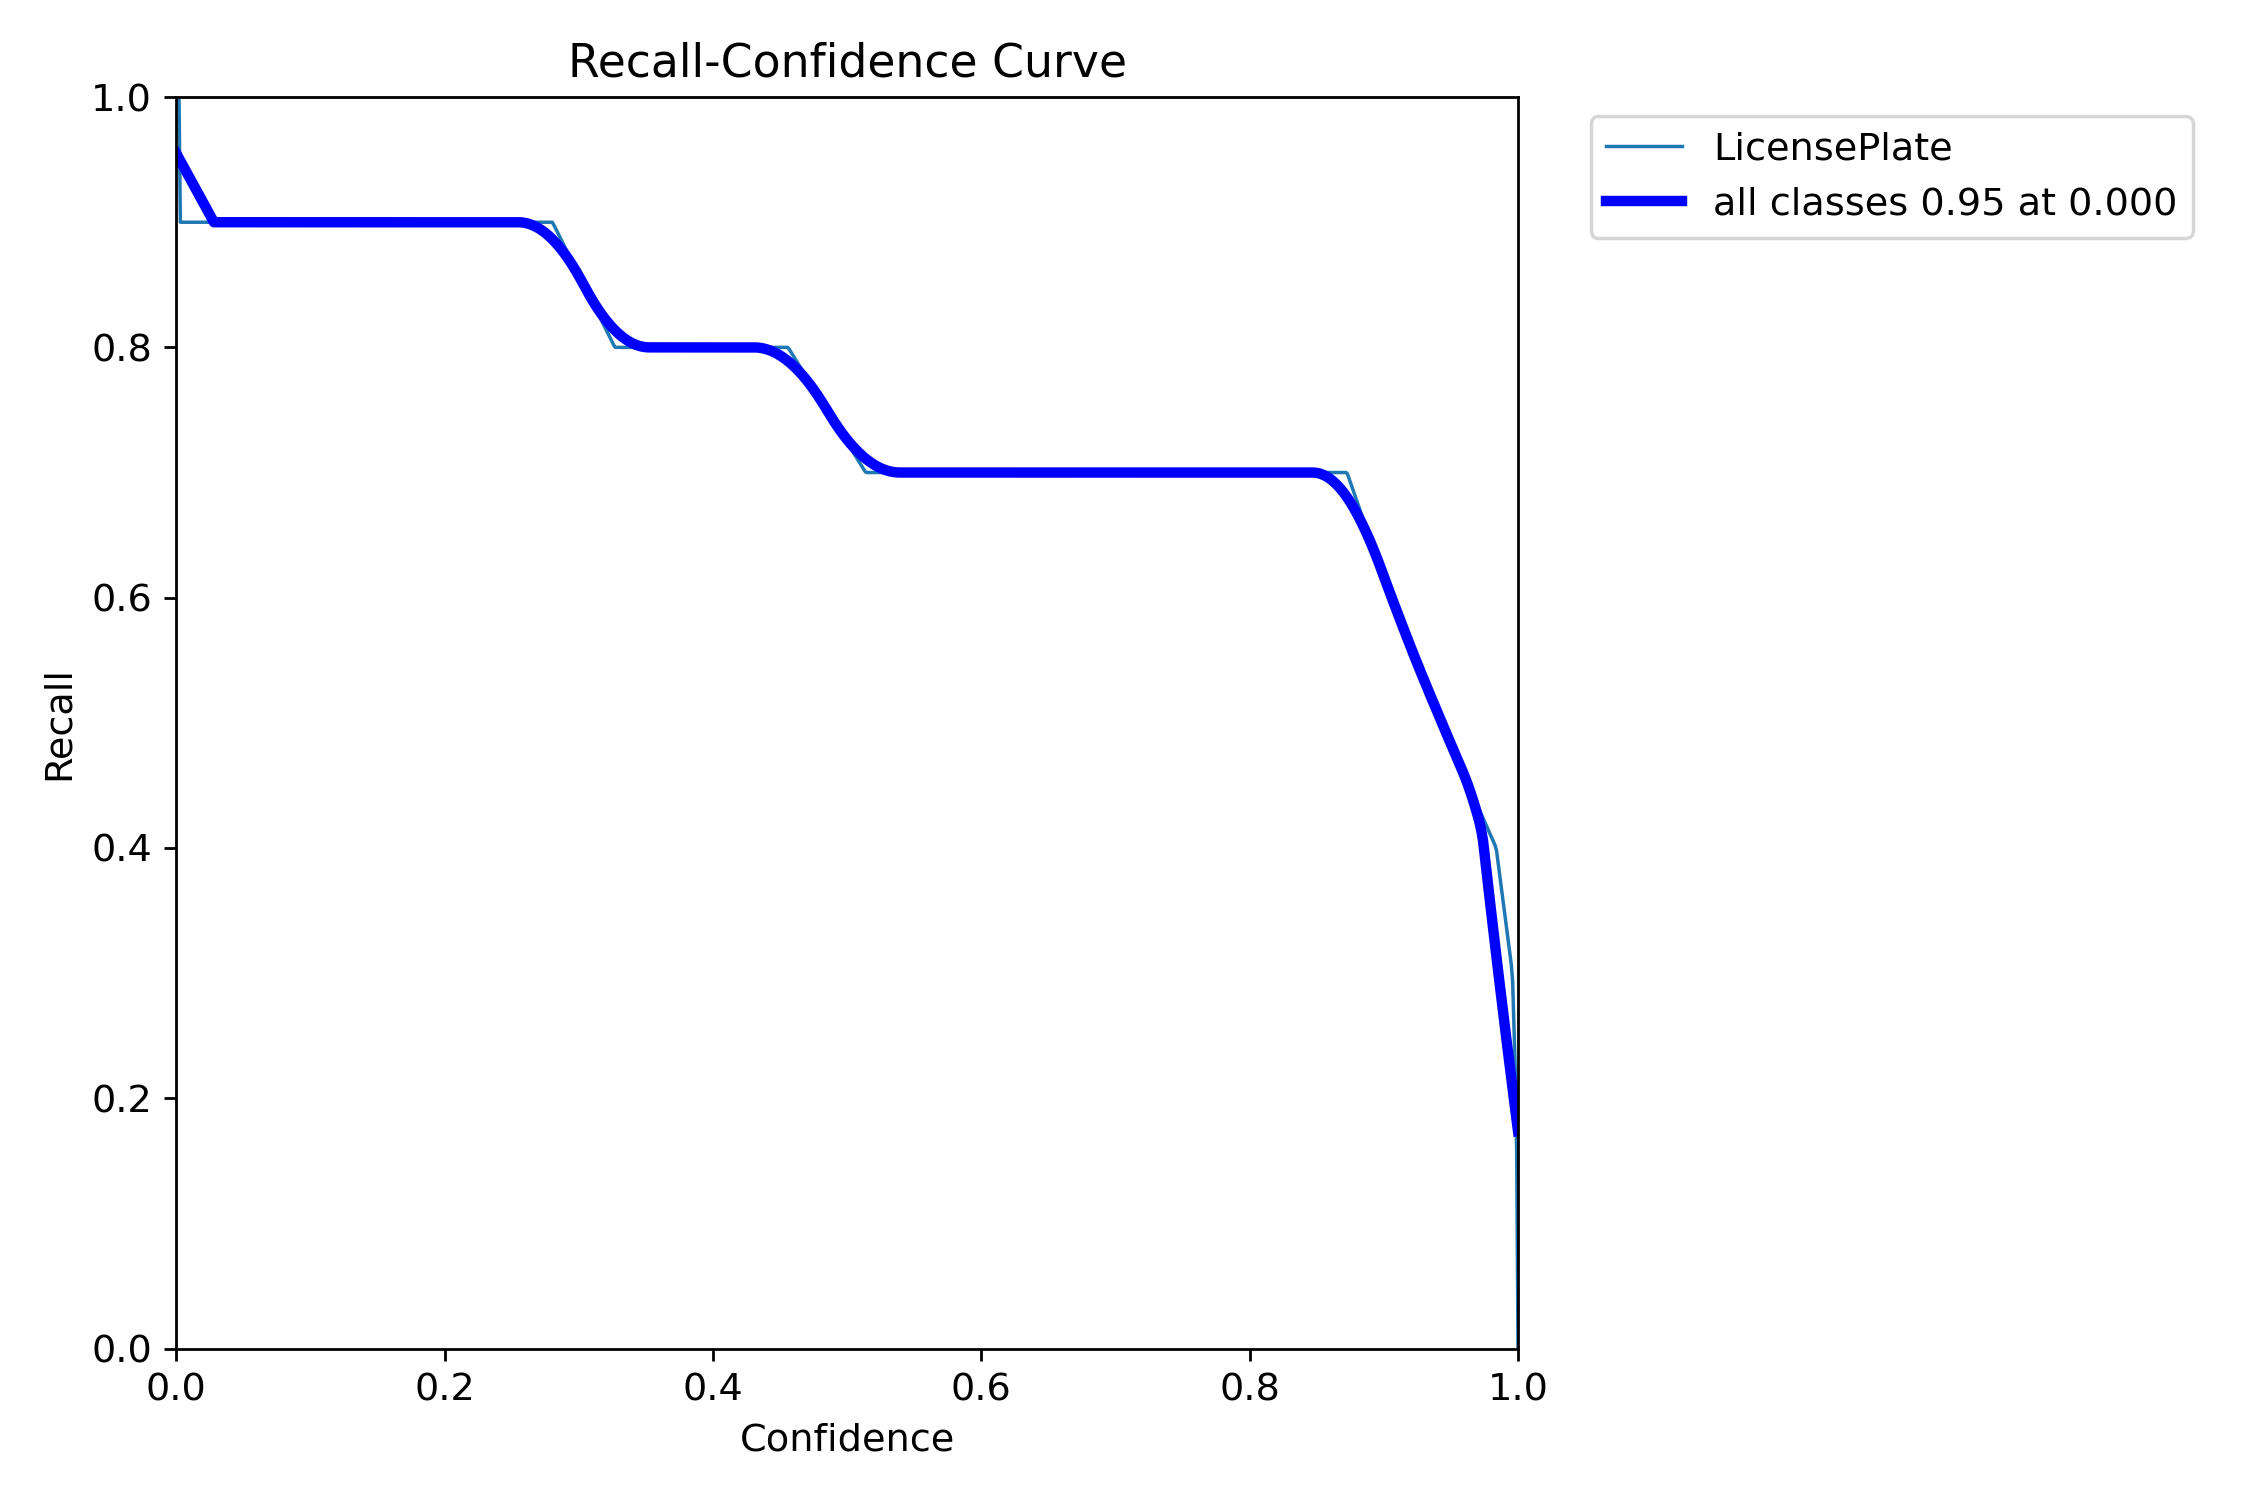 Recall-Confidence Curve
LicensePlate
all classes 0.95 at 0.000
1.0
0.8
0.6
0.4
0.2
0.0
Recall
0.0 0.2 0.4 0.6 0.8 1.0
Confidence